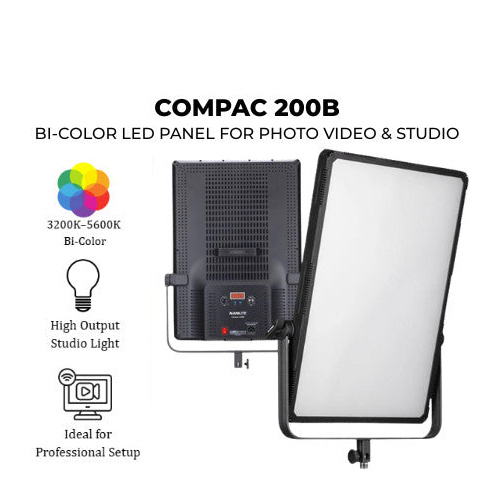 COMPAC 200B
BI-COLOR LED PANEL FOR PHOTO VIDEO & STUDIO
3200K–5600K
Bi-Color
High Output
Studio Light
Ideal for
Professional Setup
NANLITE